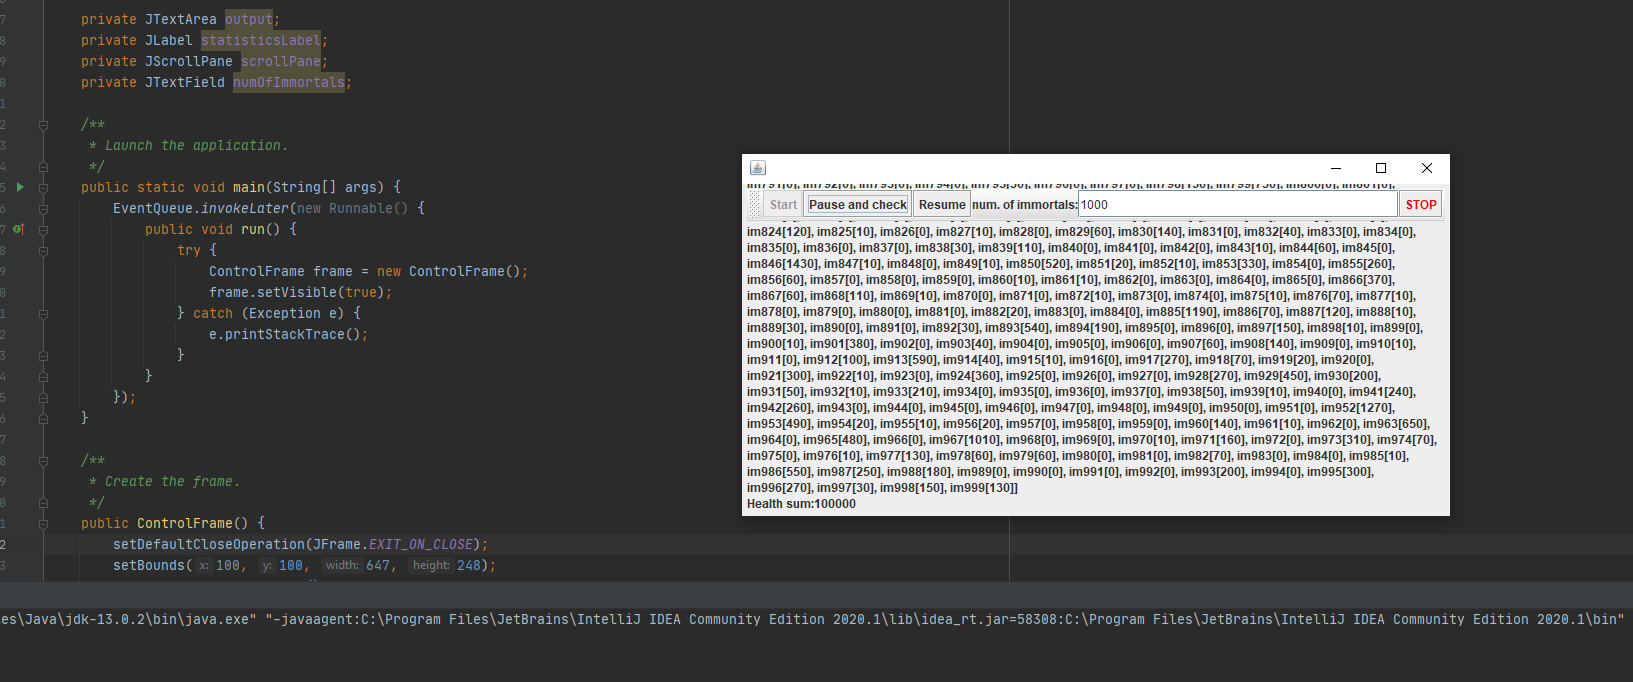 7 private JTextArea output;
8 private JLabel statisticsLabel;
9 private JScrollPane scrollPane;
0 private JTextField numOfImmortals;
1
2 /**
3 * Launch the application.
4 */
5 public static void main(String[] args) {
6 EventQueue.invokeLater(new Runnable() {
7 public void run() {
8 try {
9 ControlFrame frame = new ControlFrame();
0 frame.setVisible(true);
1 } catch (Exception e) {
2 e.printStackTrace();
3 }
4 }
5 });
6 }
7
8 /**
9 * Create the frame.
0 */
1 public ControlFrame() {
2 setDefaultCloseOperation(JFrame.EXIT_ON_CLOSE);
3 setBounds( x: 100, y: 100, width: 647, height: 248);
im791[0], im792[0], im793[0], im794[0], im795[30], im796[0], im797[0], im798[150], im799[750], im800[0], im801[0],
Start Pause and check Resume num. of immortals: 1000 STOP
im824[120], im825[10], im826[0], im827[10], im828[0], im829[60], im830[140], im831[0], im832[40], im833[0], im834[0],
im835[0], im836[0], im837[0], im838[30], im839[110], im840[0], im841[0], im842[0], im843[10], im844[60], im845[0],
im846[1430], im847[10], im848[0], im849[10], im850[520], im851[20], im852[10], im853[330], im854[0], im855[260],
im856[60], im857[0], im858[0], im859[0], im860[10], im861[10], im862[0], im863[0], im864[0], im865[0], im866[370],
im867[60], im868[110], im869[10], im870[0], im871[0], im872[10], im873[0], im874[0], im875[10], im876[70], im877[10],
im878[0], im879[0], im880[0], im881[0], im882[20], im883[0], im884[0], im885[1190], im886[70], im887[120], im888[10],
im889[30], im890[0], im891[0], im892[30], im893[540], im894[190], im895[0], im896[0], im897[150], im898[10], im899[0],
im900[10], im901[380], im902[0], im903[40], im904[0], im905[0], im906[0], im907[60], im908[140], im909[0], im910[10],
im911[0], im912[100], im913[590], im914[40], im915[10], im916[0], im917[270], im918[70], im919[20], im920[0],
im921[300], im922[10], im923[0], im924[360], im925[0], im926[0], im927[0], im928[270], im929[450], im930[200],
im931[50], im932[10], im933[210], im934[0], im935[0], im936[0], im937[0], im938[50], im939[10], im940[0], im941[240],
im942[260], im943[0], im944[0], im945[0], im946[0], im947[0], im948[0], im949[0], im950[0], im951[0], im952[1270],
im953[490], im954[20], im955[10], im956[20], im957[0], im958[0], im959[0], im960[140], im961[10], im962[0], im963[650],
im964[0], im965[480], im966[0], im967[1010], im968[0], im969[0], im970[10], im971[160], im972[0], im973[310], im974[70],
im975[0], im976[10], im977[130], im978[60], im979[60], im980[0], im981[0], im982[70], im983[0], im984[0], im985[10],
im986[550], im987[250], im988[180], im989[0], im990[0], im991[0], im992[0], im993[200], im994[0], im995[300],
im996[270], im997[30], im998[150], im999[130]]
Health sum:100000
es\Java\jdk-13.0.2\bin\java.exe" "-javaagent:C:\Program Files\JetBrains\IntelliJ IDEA Community Edition 2020.1\lib\idea_rt.jar=58308:C:\Program Files\JetBrains\IntelliJ IDEA Community Edition 2020.1\bin"